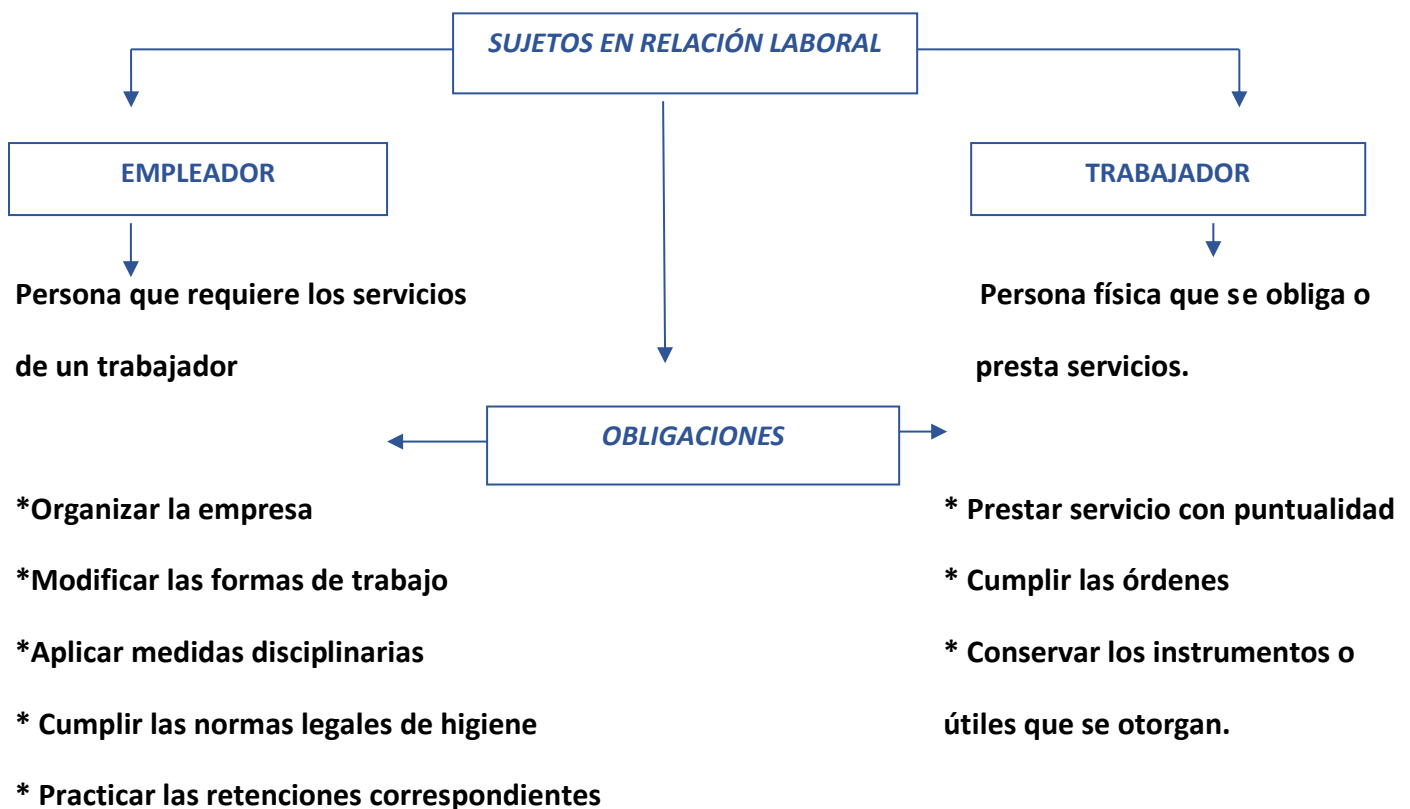 SUJETOS EN RELACIÓN LABORAL
EMPLEADOR
TRABAJADOR
Persona que requiere los servicios
de un trabajador
Persona física que se obliga o
presta servicios.
OBLIGACIONES
*Organizar la empresa
*Modificar las formas de trabajo
*Aplicar medidas disciplinarias
* Cumplir las normas legales de higiene
* Practicar las retenciones correspondientes
* Prestar servicio con puntualidad
* Cumplir las órdenes
* Conservar los instrumentos o
útiles que se otorgan.